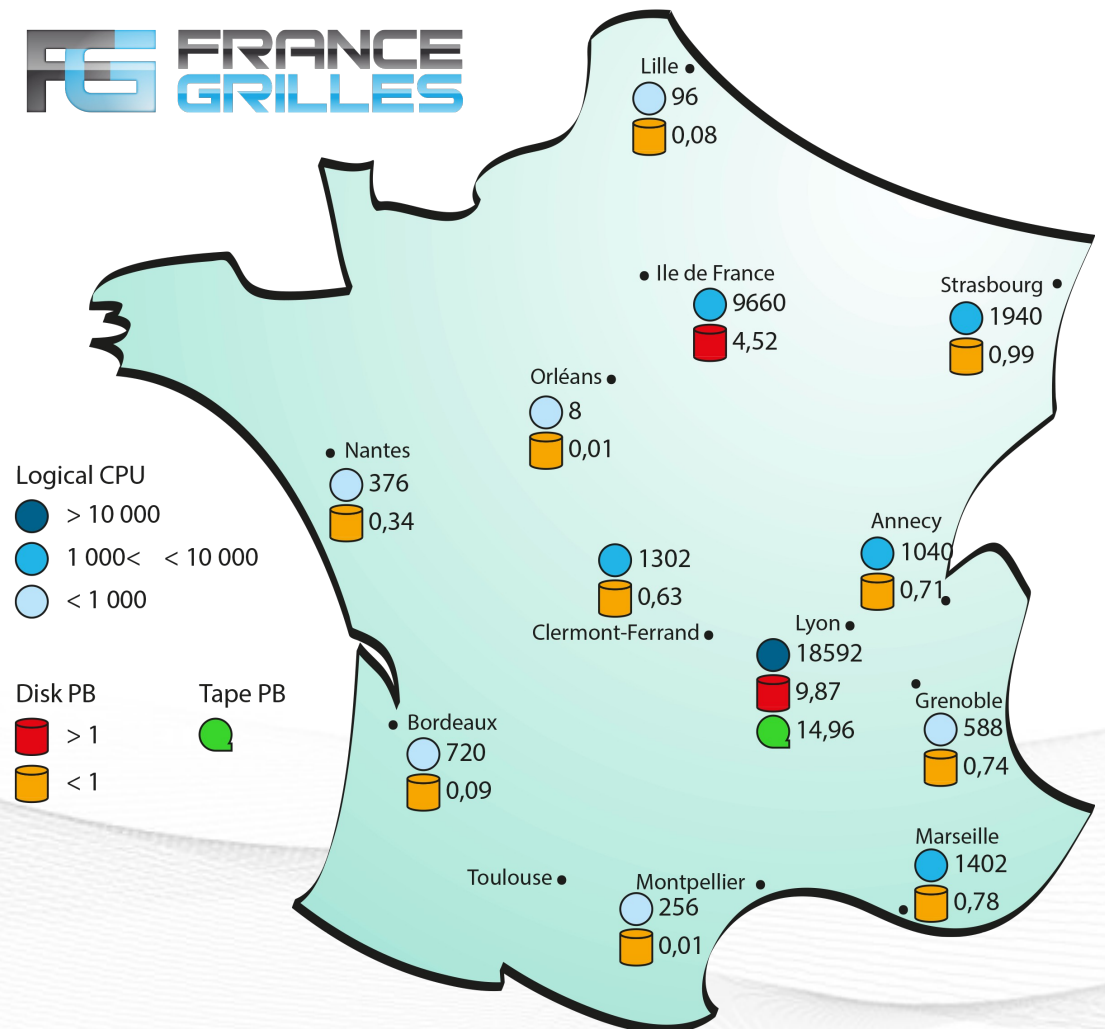 FG FRANCE
GRILLES
Lille
96
0,08
Ile de France
9660
4,52
Strasbourg
1940
0,99
Orléans
8
0,01
Nantes
376
0,34
Logical CPU
> 10 000
1 000< < 10 000
< 1 000
1302
0,63
Clermont-Ferrand
Annecy
1040
0,71
Lyon
18592
9,87
14,96
Grenoble
588
0,74
Disk PB
> 1
< 1
Tape PB
Bordeaux
720
0,09
Marseille
1402
0,78
Toulouse
Montpellier
256
0,01